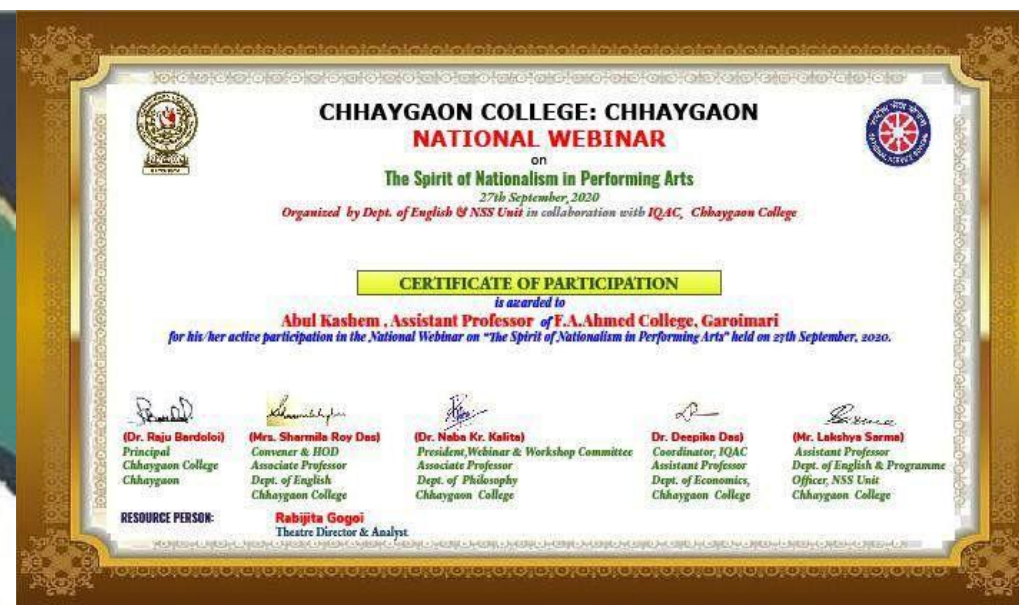 CHHAYGAON COLLEGE: CHHAYGAON
NATIONAL WEBINAR
on
The Spirit of Nationalism in Performing Arts
27th September, 2020
Organized by Dept. of English & NSS Unit in collaboration with IQAC, Chhaygaon College
CERTIFICATE OF PARTICIPATION
is awarded to
Abul Kashem , Assistant Professor of F.A.Ahmed College, Garoimari
for his/her active participation in the National Webinar on "The Spirit of Nationalism in Performing Arts" held on 27th September, 2020.
(Dr. Raju Bardoloi)
Principal
Chhaygaon College
Chhaygaon
(Mrs. Sharmila Roy Das)
Convener & HOD
Associate Professor
Dept. of English
Chhaygaon College
(Dr. Naba Kr. Kalita)
President,Webinar & Workshop Committee
Associate Professor
Dept. of Philosophy
Chhaygaon College
Dr. Deepika Das)
Coordinator, IQAC
Assistant Professor
Dept. of Economics,
Chhaygaon College
(Mr. Lakshya Sarma)
Assistant Professor
Dept. of English & Programme
Officer, NSS Unit
Chhaygaon College
RESOURCE PERSON: Rabijita Gogoi
Theatre Director & Analyst